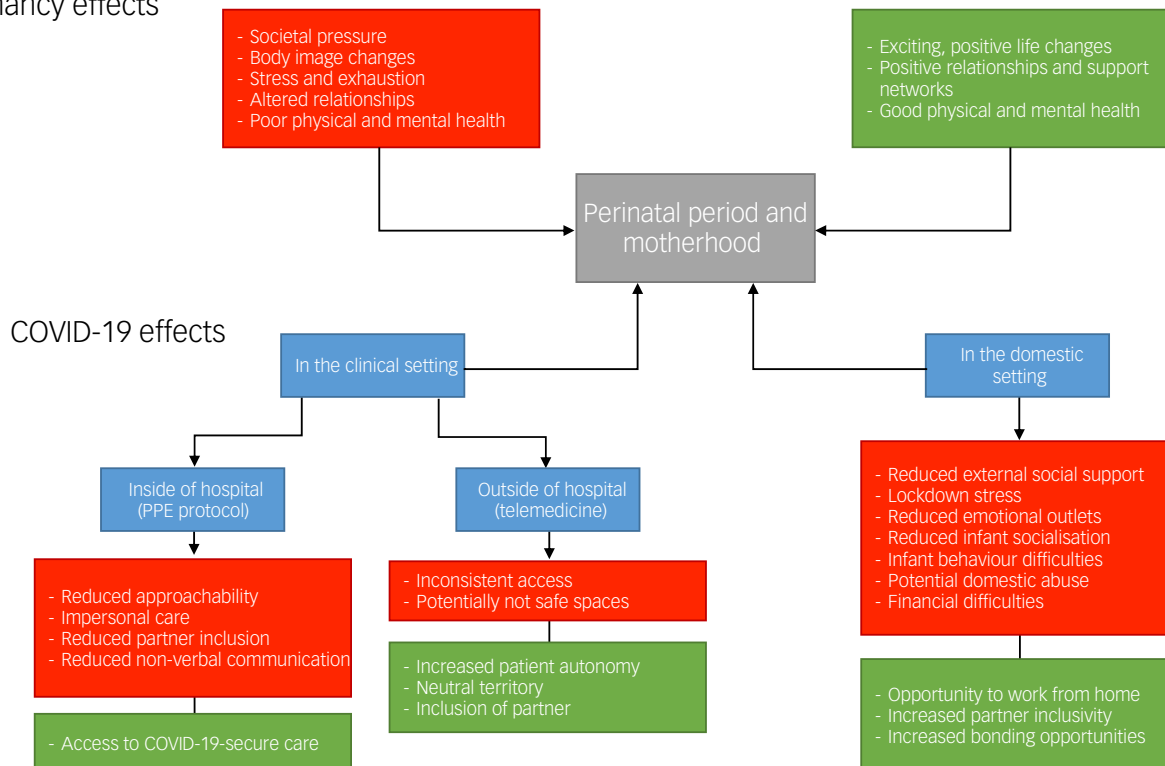 effects
- Societal pressure
- Body image changes
- Stress and exhaustion
- Altered relationships
- Poor physical and mental health
- Exciting, positive life changes
- Positive relationships and support
networks
- Good physical and mental health
Perinatal period and
motherhood
COVID-19 effects
In the clinical setting
In the domestic
setting
Inside of hospital
(PPE protocol)
Outside of hospital
(telemedicine)
- Reduced approachability
- Impersonal care
- Reduced partner inclusion
- Reduced non-verbal communication
- Access to COVID-19-secure care
- Inconsistent access
- Potentially not safe spaces
- Increased patient autonomy
- Neutral territory
- Inclusion of partner
- Reduced external social support
- Lockdown stress
- Reduced emotional outlets
- Reduced infant socialisation
- Infant behaviour difficulties
- Potential domestic abuse
- Financial difficulties
- Opportunity to work from home
- Increased partner inclusivity
- Increased bonding opportunities